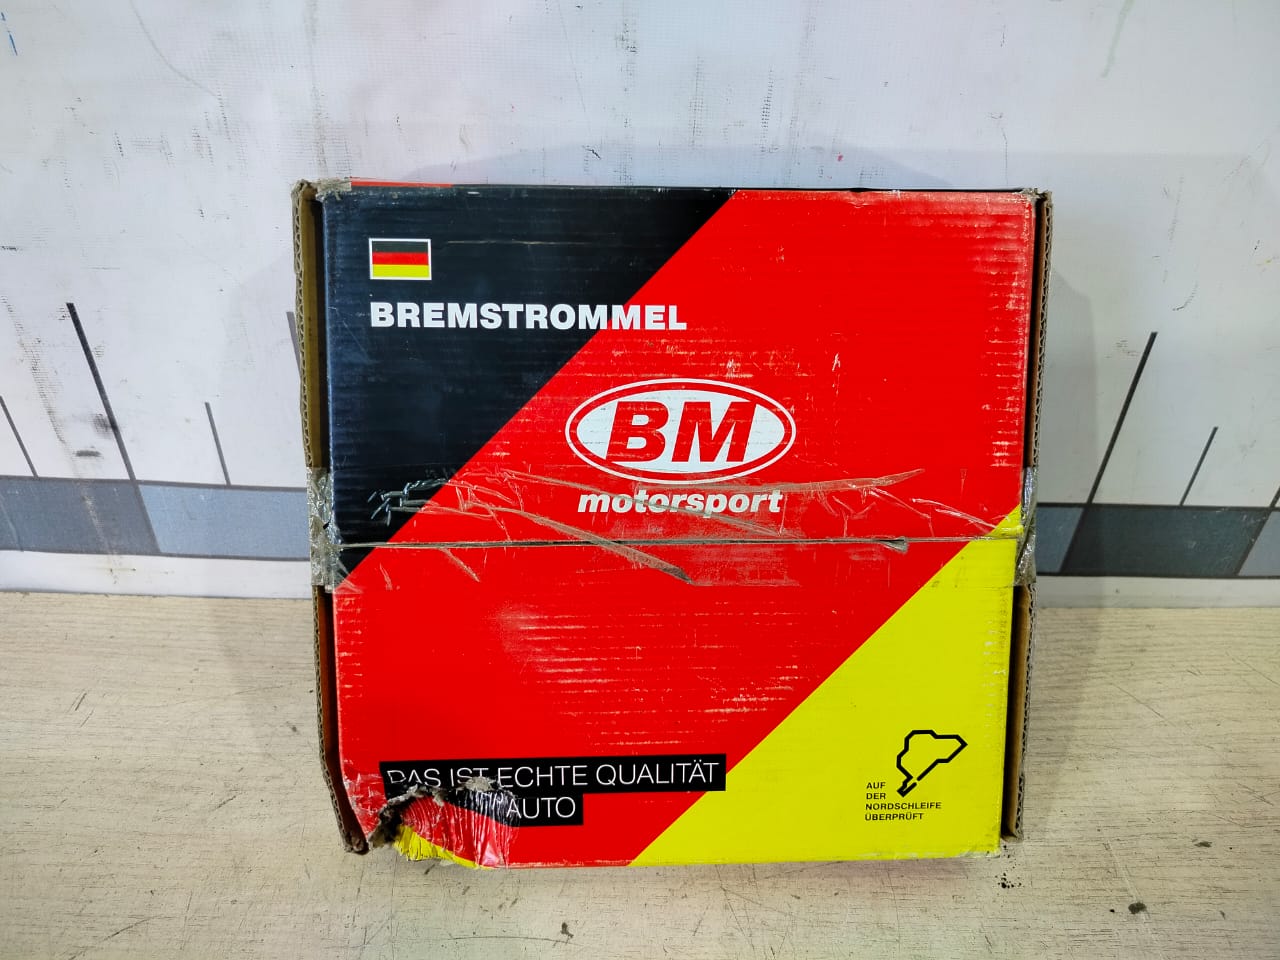 BREMSTROMMEL
BM
motorsport
DAS IST ECHTE QUALITÄT
AUTO
AUF
DER
NORDSCHLEIFE
ÜBERPRÜFT